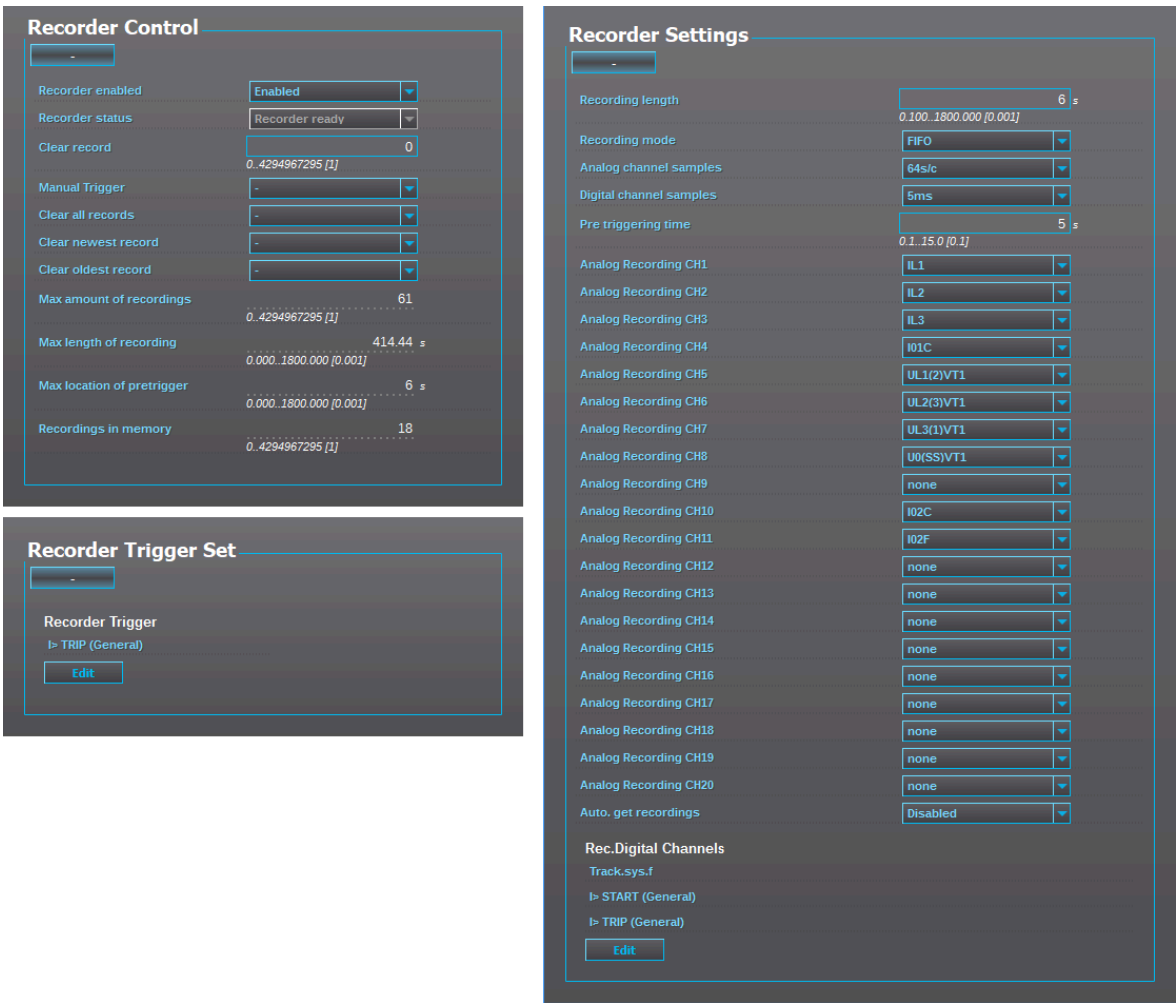 Recorder Control
-
Recorder enabled Enabled
Recorder status Recorder ready
Clear record 0
0..4294967295 [1]
Manual Trigger -
Clear all records -
Clear newest record -
Clear oldest record -
Max amount of recordings 61
0..4294967295 [1]
Max length of recording 414.44 s
0.000..1800.000 [0.001]
Max location of pretrigger 6 s
0.000..1800.000 [0.001]
Recordings in memory 18
0..4294967295 [1]
Recorder Trigger Set
-
Recorder Trigger
I> TRIP (General)
Edit
Recorder Settings
-
Recording length 6 s
0.100..1800.000 [0.001]
Recording mode FIFO
Analog channel samples 64s/c
Digital channel samples 5ms
Pre triggering time 5 s
0.1..15.0 [0.1]
Analog Recording CH1 IL1
Analog Recording CH2 IL2
Analog Recording CH3 IL3
Analog Recording CH4 I01C
Analog Recording CH5 UL1(2)VT1
Analog Recording CH6 UL2(3)VT1
Analog Recording CH7 UL3(1)VT1
Analog Recording CH8 U0(SS)VT1
Analog Recording CH9 none
Analog Recording CH10 I02C
Analog Recording CH11 I02F
Analog Recording CH12 none
Analog Recording CH13 none
Analog Recording CH14 none
Analog Recording CH15 none
Analog Recording CH16 none
Analog Recording CH17 none
Analog Recording CH18 none
Analog Recording CH19 none
Analog Recording CH20 none
Auto. get recordings Disabled
Rec.Digital Channels
Track.sys.f
I> START (General)
I> TRIP (General)
Edit